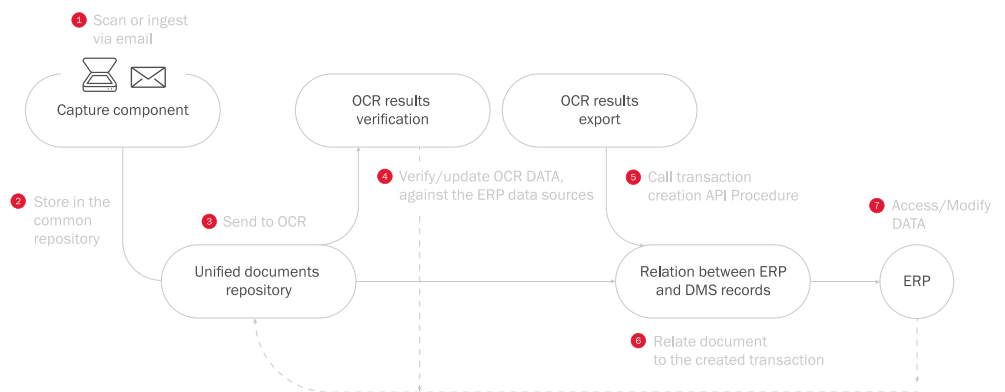 1 Scan or ingest
via email
Capture component
OCR results
verification
OCR results
export
2 Store in the
common
repository
3 Send to OCR
4 Verify/update OCR DATA,
against the ERP data sources
5 Call transaction
creation API Procedure
7 Access/Modify
DATA
Unified documents
repository
Relation between ERP
and DMS records
ERP
6 Relate document
to the created transaction